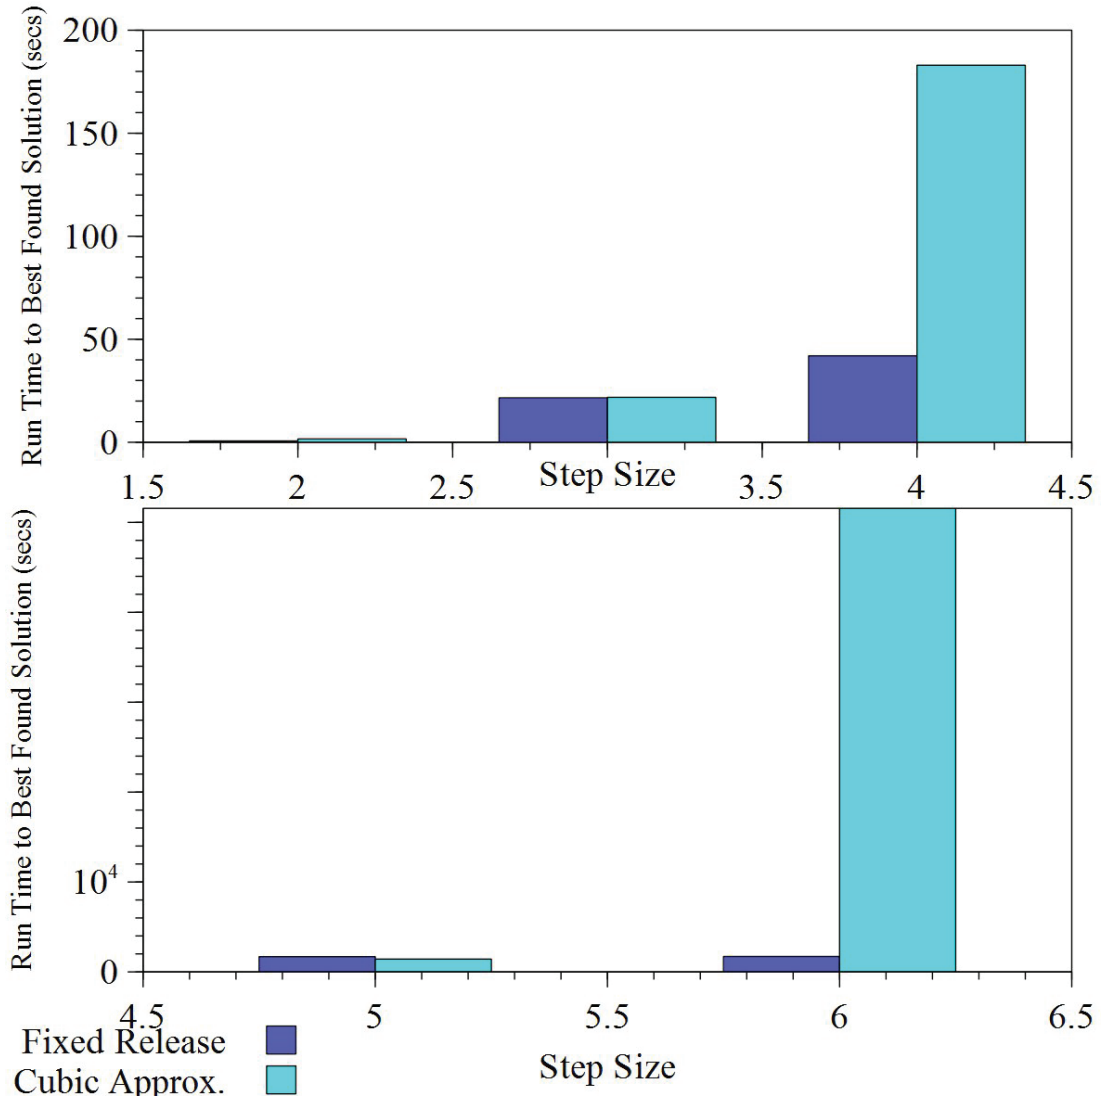 Run Time to Best Found Solution (secs)
200
150
100
50
0
1.5 2 2.5 3.5 4 4.5
Step Size
Run Time to Best Found Solution (secs)
10⁴
0
4.5 5 5.5 6 6.5
Step Size
Fixed Release
Cubic Approx.